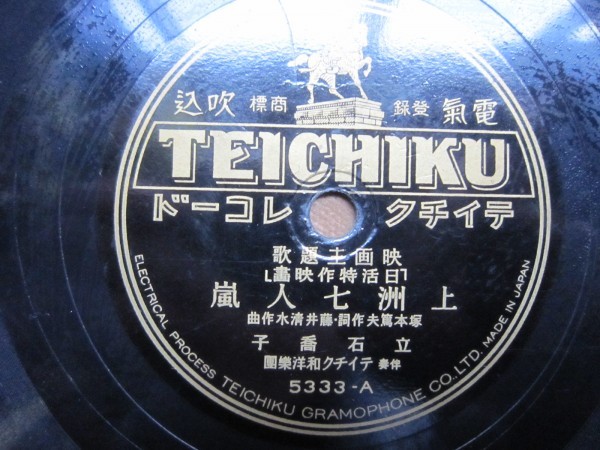 電氣 登録 商標 吹込
TEICHIKU
テイチク レコード
映画主題歌
「日活特作映畵」
上洲七人嵐
塚本篤夫作詞・藤井清水作曲
立石喬子
伴奏 テイチク和洋樂團
5333-A
ELECTRICAL PROCESS TEICHIKU GRAMOPHONE CO., LTD. MADE IN JAPAN